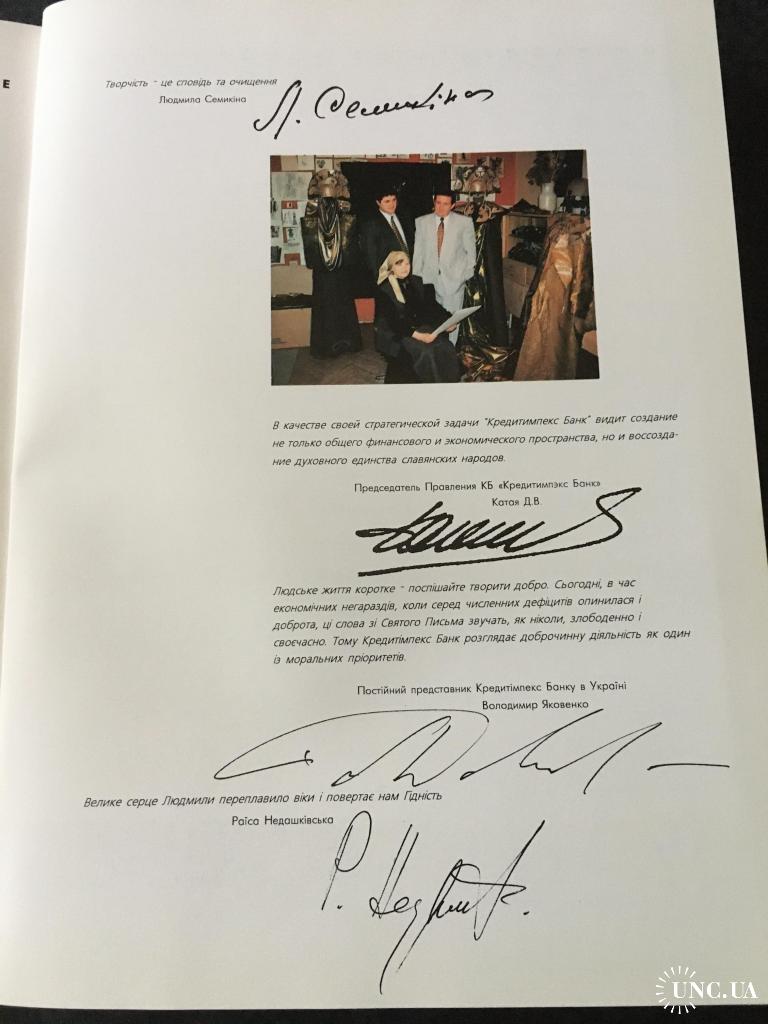 Е
Творчість - це сповідь та очищення
Людмила Семикіна
Л. Семикіна
В качестве своей стратегической задачи "Кредитимпекс Банк" видит создание
не только общего финансового и экономического пространства, но и воссозда-
ние духовного единства славянских народов.
Председатель Правления КБ «Кредитимпэкс Банк»
Катая Д.В.
Людське життя коротке - поспішайте творити добро. Сьогодні, в час
економічних негараздів, коли серед численних дефіцитів опинилася і
доброта, ці слова зі Святого Письма звучать, як ніколи, злободенно і
своєчасно. Тому Кредитімпекс Банк розглядає доброчинну діяльність як один
із моральних пріоритетів.
Постійний представник Кредитімпекс Банку в Україні
Володимир Яковенко
Велике серце Людмили переплавило віки і повертає нам Гідність
Раїса Недашківська
UNC.UA